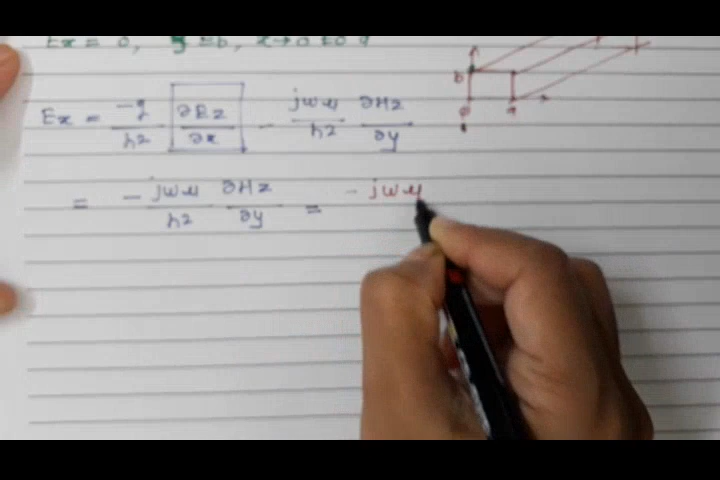 Ex = 0, y = b, x → 0 to a
b
0 a
Ex = -γ/h² ∂Ez/∂x - jωμ/h² ∂Hz/∂y
= - jωμ/h² ∂Hz/∂y = - jωμ